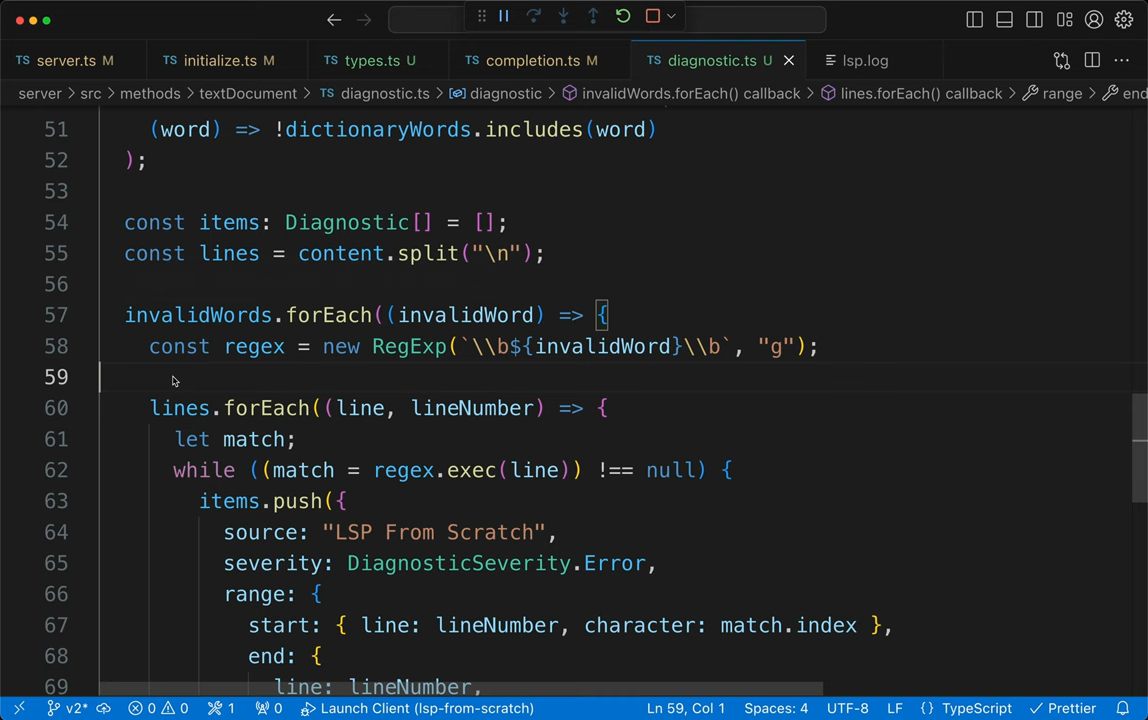 TS server.ts M TS initialize.ts M TS types.ts U TS completion.ts M TS diagnostic.ts U lsp.log
server > src > methods > textDocument > TS diagnostic.ts > diagnostic > invalidWords.forEach() callback > lines.forEach() callback > range > end
51 (word) => !dictionaryWords.includes(word)
52 );
53
54 const items: Diagnostic[] = [];
55 const lines = content.split("\n");
56
57 invalidWords.forEach((invalidWord) => {
58 const regex = new RegExp(`\\b${invalidWord}\\b`, "g");
59
60 lines.forEach((line, lineNumber) => {
61 let match;
62 while ((match = regex.exec(line)) !== null) {
63 items.push({
64 source: "LSP From Scratch",
65 severity: DiagnosticSeverity.Error,
66 range: {
67 start: { line: lineNumber, character: match.index },
68 end: {
69 line: lineNumber,
v2* 0 0 1 0 Launch Client (lsp-from-scratch) Ln 59, Col 1 Spaces: 4 UTF-8 LF {} TypeScript Prettier